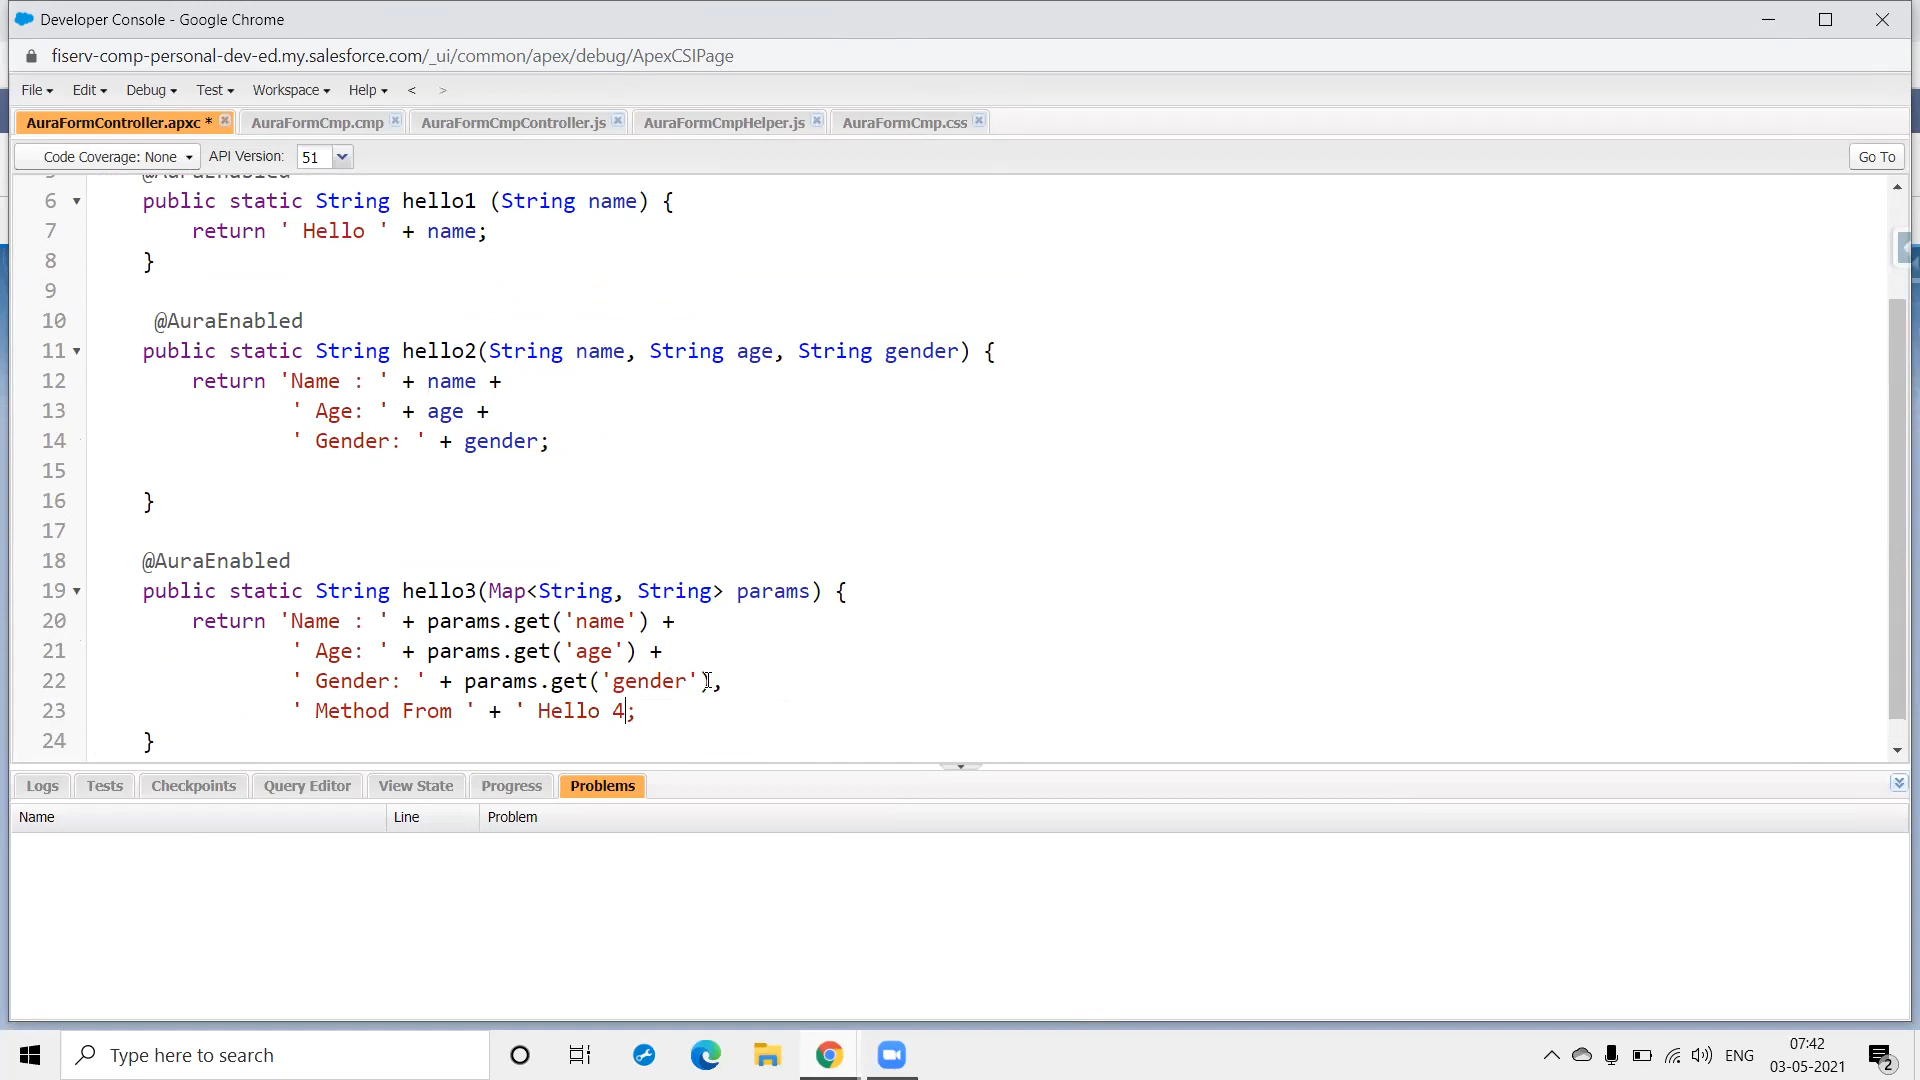 Developer Console - Google Chrome
fiserv-comp-personal-dev-ed.my.salesforce.com/_ui/common/apex/debug/ApexCSIPage
File Edit Debug Test Workspace Help < >
AuraFormController.apxc * AuraFormCmp.cmp AuraFormCmpController.js AuraFormCmpHelper.js AuraFormCmp.css
Code Coverage: None API Version: 51 Go To
5 @AuraEnabled
6 public static String hello1 (String name) {
7 return ' Hello ' + name;
8 }
9
10 @AuraEnabled
11 public static String hello2(String name, String age, String gender) {
12 return 'Name : ' + name +
13 ' Age: ' + age +
14 ' Gender: ' + gender;
15
16 }
17
18 @AuraEnabled
19 public static String hello3(Map<String, String> params) {
20 return 'Name : ' + params.get('name') +
21 ' Age: ' + params.get('age') +
22 ' Gender: ' + params.get('gender'),
23 ' Method From ' + ' Hello 4;
24 }
Logs Tests Checkpoints Query Editor View State Progress Problems
Name Line Problem
Type here to search
ENG
07:42
03-05-2021
2